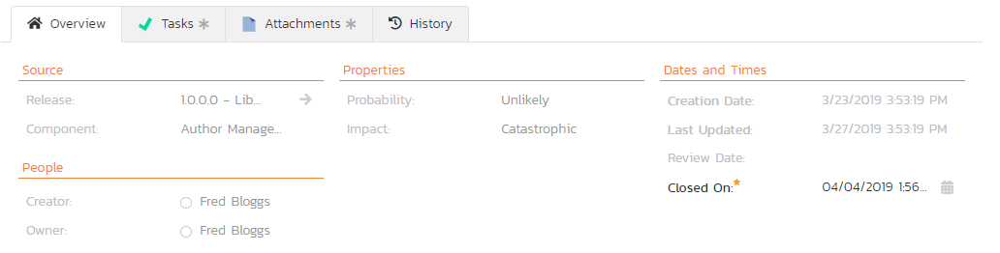 Overview Tasks Attachments History
Source
Release: 1.0.0.0 - Lib...
Component: Author Manage...
People
Creator: Fred Bloggs
Owner: Fred Bloggs
Properties
Probability: Unlikely
Impact: Catastrophic
Dates and Times
Creation Date: 3/23/2019 3:53:19 PM
Last Updated: 3/27/2019 3:53:19 PM
Review Date:
Closed On: 04/04/2019 1:56...